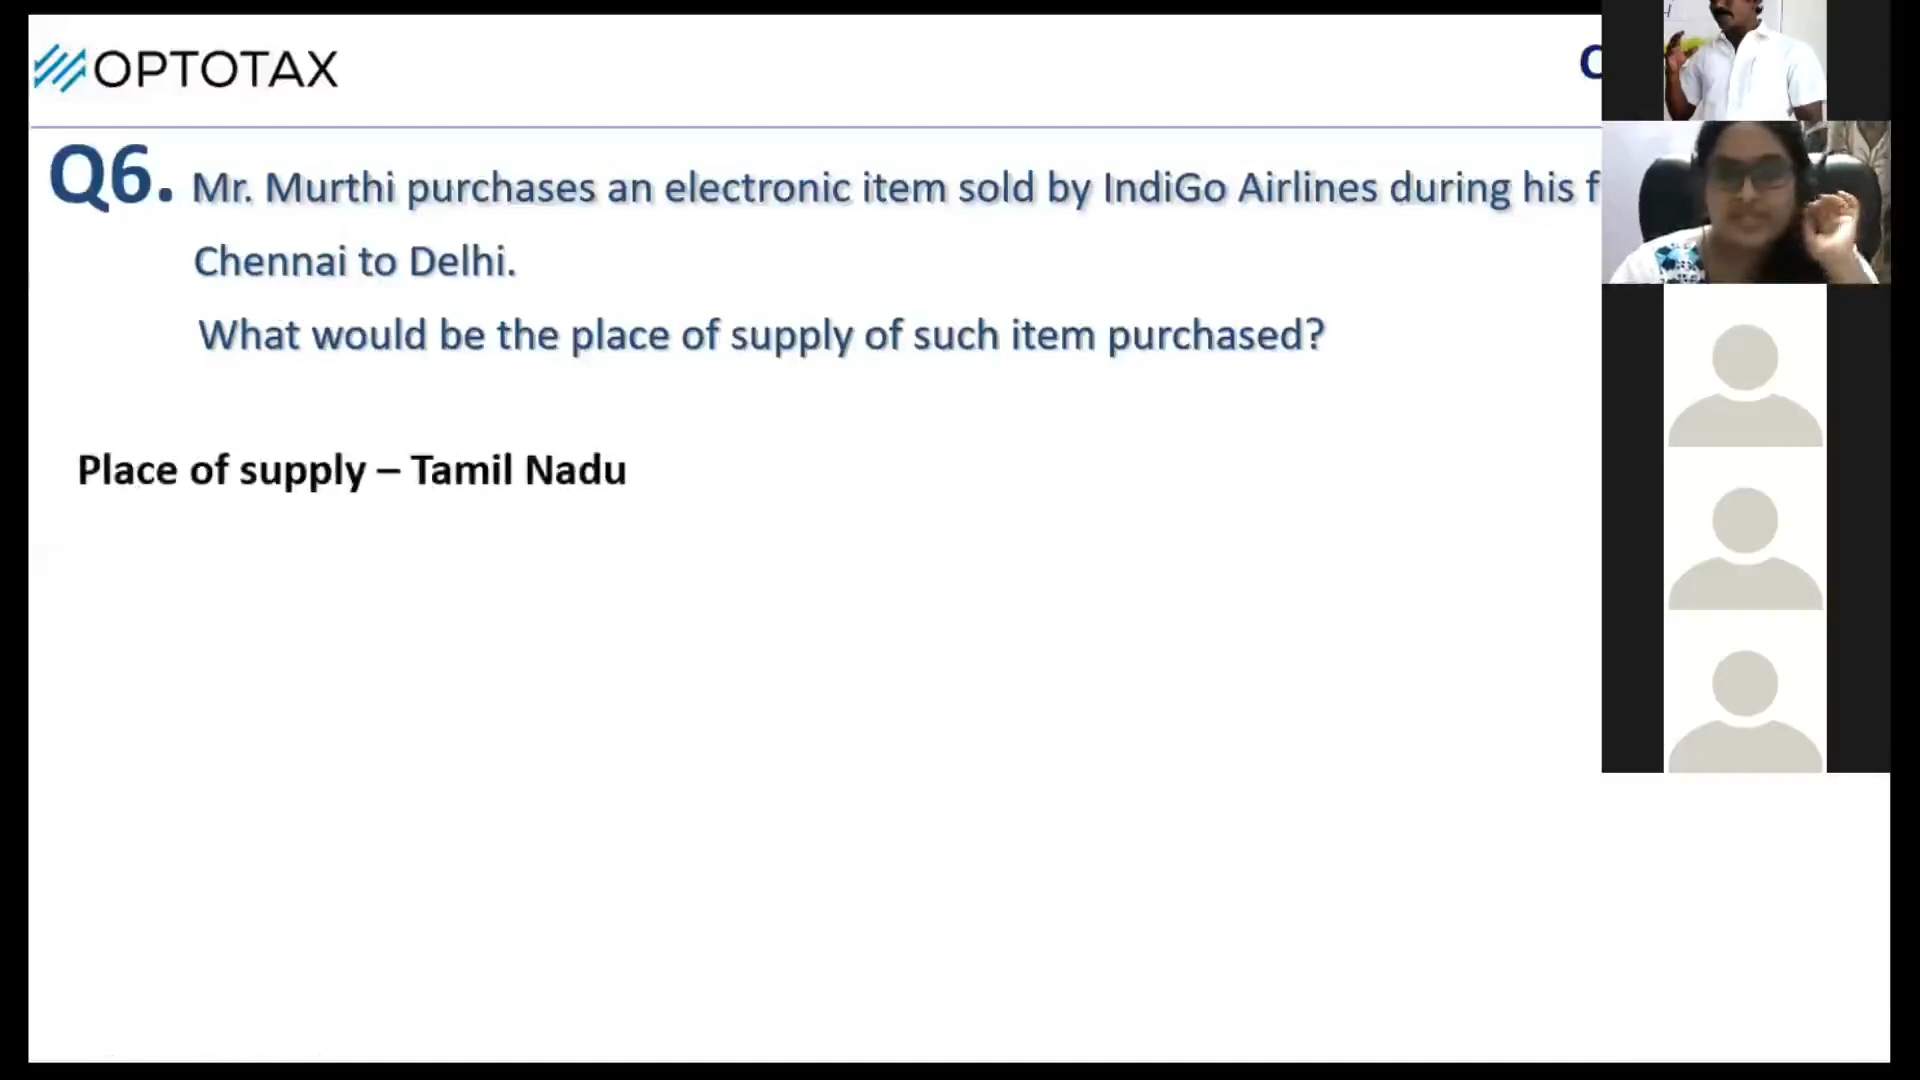 OPTOTAX
Q6. Mr. Murthi purchases an electronic item sold by IndiGo Airlines during his
Chennai to Delhi.
What would be the place of supply of such item purchased?
Place of supply – Tamil Nadu